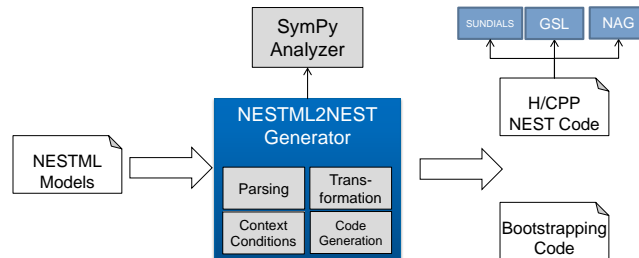 SymPy
Analyzer
SUNDIALS
GSL
NAG
NESTML2NEST
Generator
H/CPP
NEST Code
NESTML
Models
Parsing
Trans-
formation
Context
Conditions
Code
Generation
Bootstrapping
Code